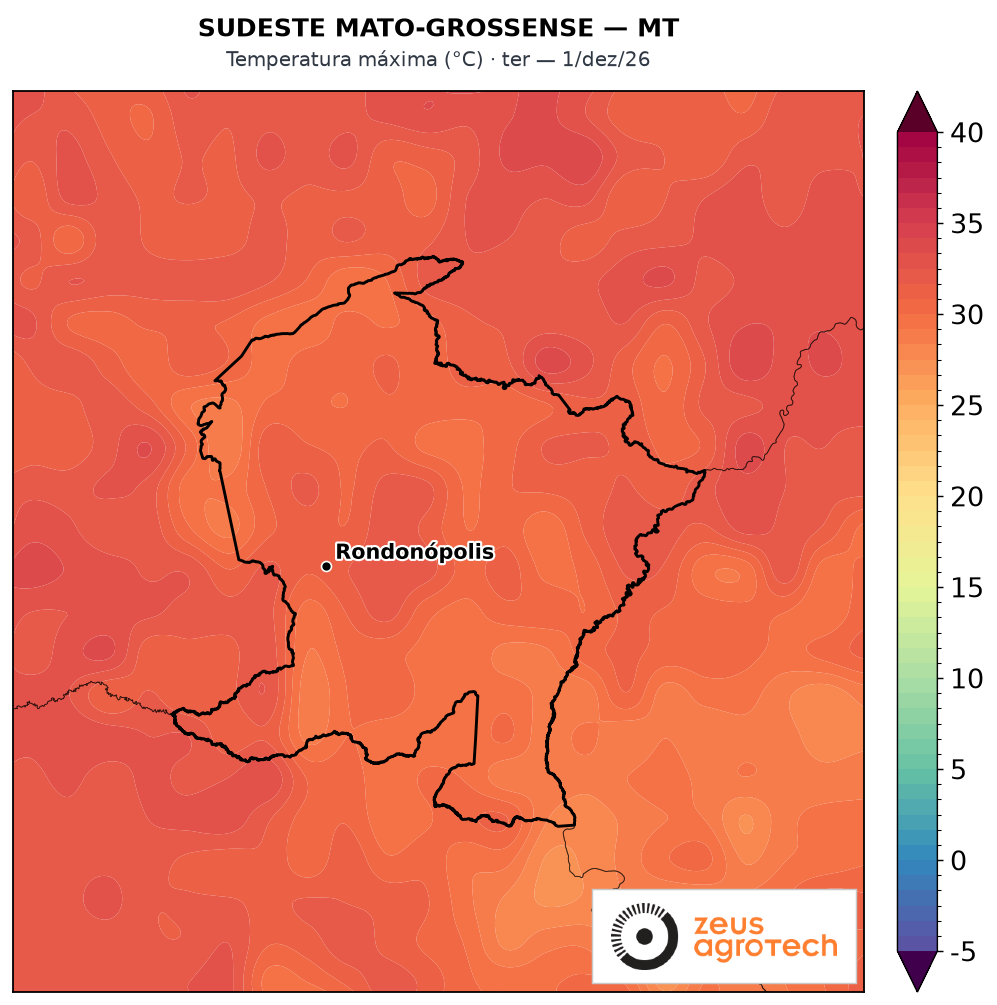 SUDESTE MATO-GROSSENSE — MT
Temperatura máxima (°C) · ter — 1/dez/26
40
35
30
25
20
15
10
5
0
-5
Rondonópolis
zeus
agrotech